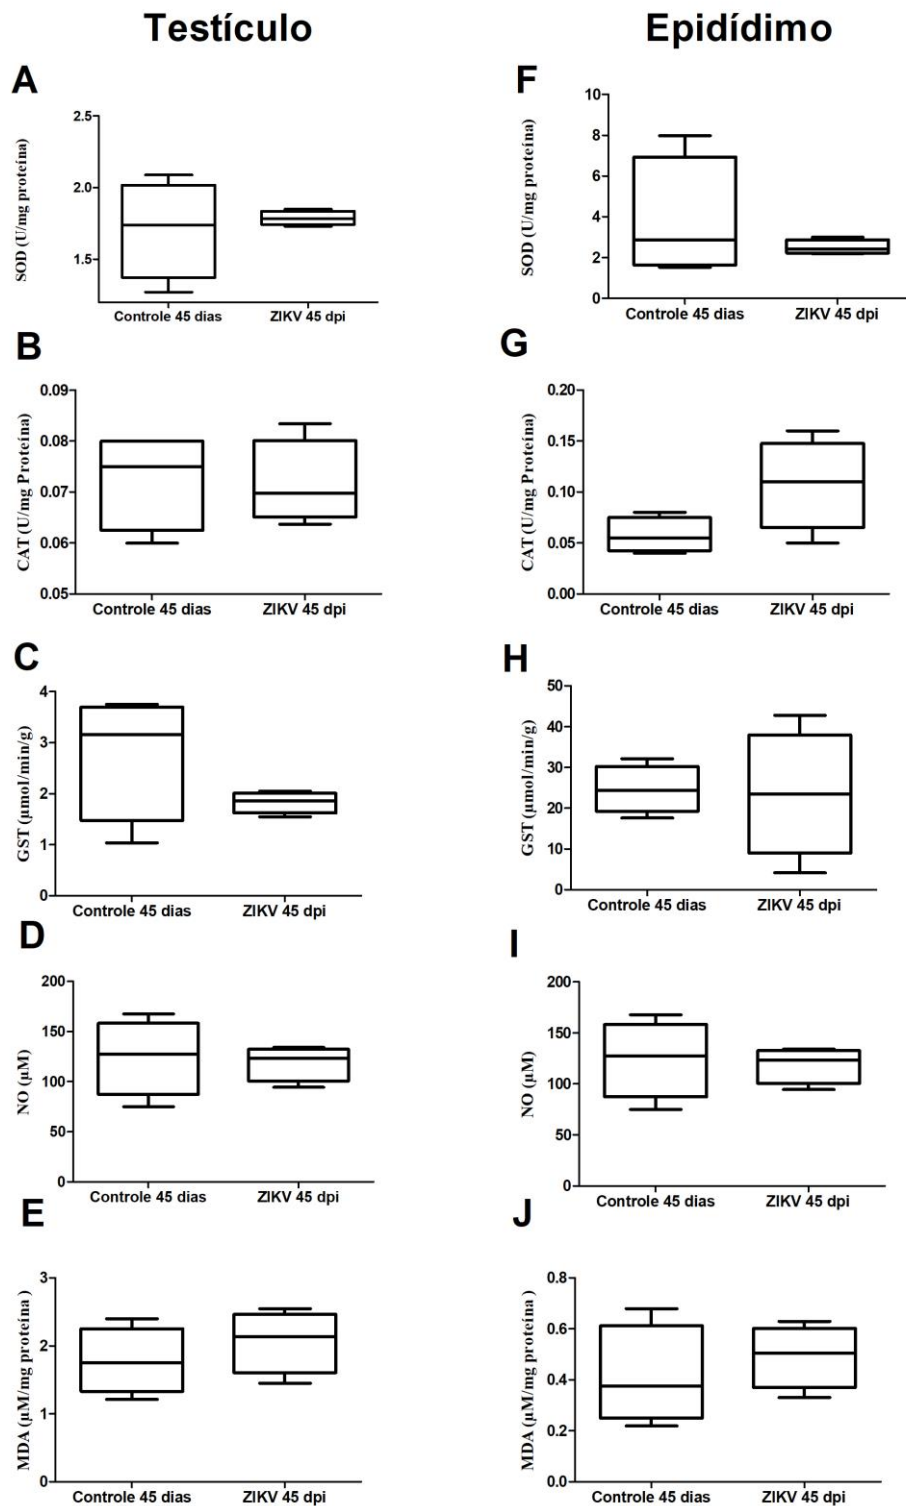 Testículo
Epidídimo
A
SOD (U/mg proteína)
2.5
2.0
1.5
Controle 45 dias
ZIKV 45 dpi
F
SOD (U/mg proteína)
10
8
6
4
2
0
Controle 45 dias
ZIKV 45 dpi
B
CAT (U/mg Proteína)
0.09
0.08
0.07
0.06
0.05
Controle 45 dias
ZIKV 45 dpi
G
CAT (U/mg Proteína)
0.20
0.15
0.10
0.05
0.00
Controle 45 dias
ZIKV 45 dpi
C
GST (µmol/min/g)
4
3
2
1
0
Controle 45 dias
ZIKV 45 dpi
H
GST (µmol/min/g)
50
40
30
20
10
0
Controle 45 dias
ZIKV 45 dpi
D
NO (µM)
200
150
100
50
0
Controle 45 dias
ZIKV 45 dpi
I
NO (µM)
200
150
100
50
0
Controle 45 dias
ZIKV 45 dpi
E
MDA (µM/mg proteína )
3
2
1
0
Controle 45 dias
ZIKV 45 dpi
J
MDA (µM/mg proteína )
0.8
0.6
0.4
0.2
0.0
Controle 45 dias
ZIKV 45 dpi